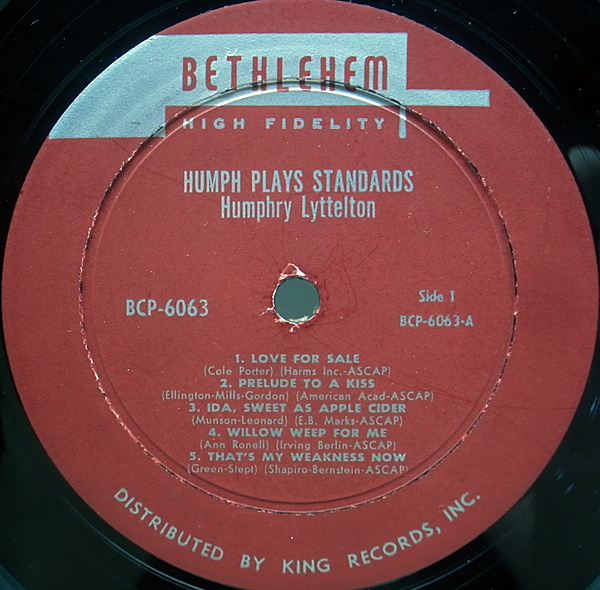 BETHLEHEM
HIGH FIDELITY
HUMPH PLAYS STANDARDS
Humphry Lyttelton
BCP-6063
Side 1
BCP-6063-A
1. LOVE FOR SALE
(Cole Porter) (Harms Inc.-ASCAP)
2. PRELUDE TO A KISS
(Ellington-Mills-Gordon) (American Acad-ASCAP)
3. IDA, SWEET AS APPLE CIDER
(Munson-Leonard) (E.B. Marks-ASCAP)
4. WILLOW WEEP FOR ME
(Ann Ronell) (Irving Berlin-ASCAP)
5. THAT'S MY WEAKNESS NOW
(Green-Stept) (Shapiro-Bernstein-ASCAP)
DISTRIBUTED BY KING RECORDS, INC.